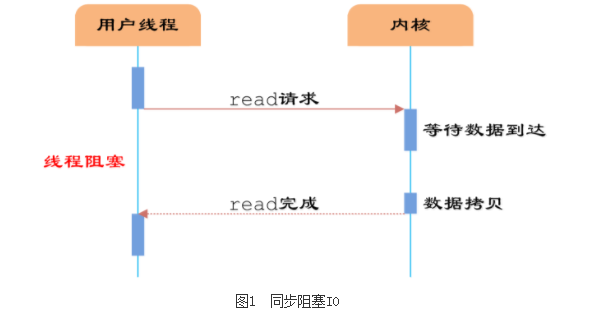 用户线程
内核
read请求
等待数据到达
线程阻塞
read完成
数据拷贝
图1 同步阻塞IO